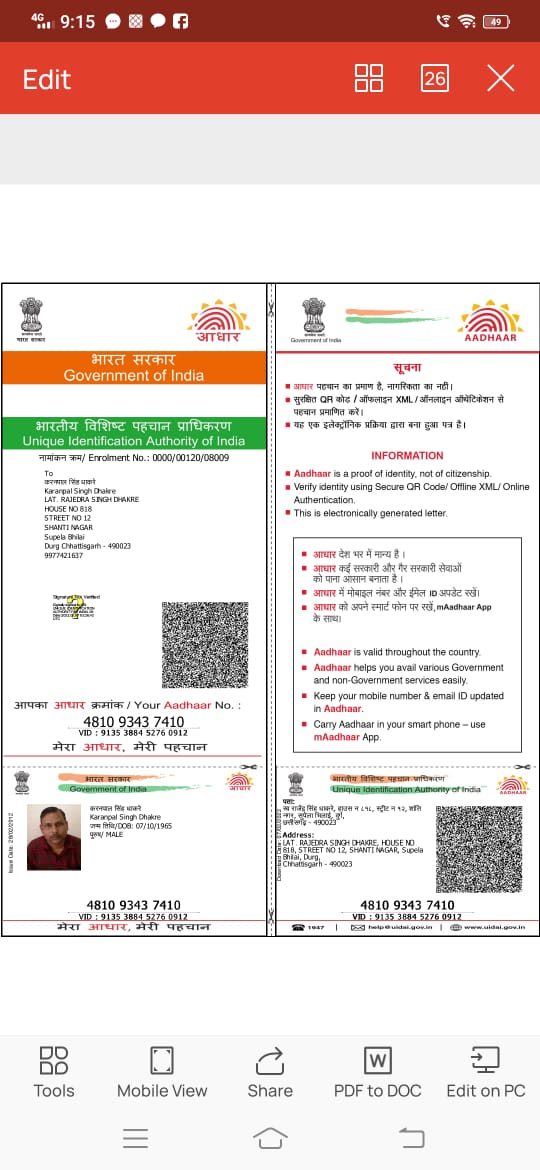 4G 9:15 49
Edit 26
भारत सरकार
आधार
भारत सरकार
Government of India
भारतीय विशिष्ट पहचान प्राधिकरण
Unique Identification Authority of India
नामांकन क्रम/ Enrolment No.: 0000/00120/08009
To
करनपाल सिंह धाकरे
Karanpal Singh Dhakre
LAT. RAJEDRA SINGH DHAKRE
HOUSE NO 818
STREET NO 12
SHANTI NAGAR
Supela Bhilai
Durg Chhattisgarh - 490023
9977421637
आपका आधार क्रमांक / Your Aadhaar No. :
4810 9343 7410
VID : 9135 3884 5276 0912
मेरा आधार, मेरी पहचान
Government of India
AADHAAR
सूचना
आधार पहचान का प्रमाण है, नागरिकता का नहीं।
सुरक्षित QR कोड / ऑफलाइन XML / ऑनलाइन ऑथेंटिकेशन से
पहचान प्रमाणित करें।
यह एक इलेक्ट्रॉनिक प्रक्रिया द्वारा बना हुआ पत्र है।
INFORMATION
Aadhaar is a proof of identity, not of citizenship.
Verify identity using Secure QR Code/ Offline XML/ Online
Authentication.
This is electronically generated letter.
आधार देश भर में मान्य है ।
आधार कई सरकारी और गैर सरकारी सेवाओं
को पाना आसान बनाता है ।
आधार में मोबाइल नंबर और ईमेल ID अपडेट रखें।
आधार को अपने स्मार्ट फोन पर रखें, mAadhaar App
के साथ।
Aadhaar is valid throughout the country.
Aadhaar helps you avail various Government
and non-Government services easily.
Keep your mobile number & email ID updated
in Aadhaar.
Carry Aadhaar in your smart phone – use
mAadhaar App.
भारत सरकार
Government of India
आधार
Issue Date: 28/02/2012
करनपाल सिंह धाकरे
Karanpal Singh Dhakre
जन्म तिथि/DOB: 07/10/1965
पुरुष/ MALE
4810 9343 7410
VID : 9135 3884 5276 0912
मेरा आधार, मेरी पहचान
भारतीय विशिष्ट पहचान प्राधिकरण
Unique Identification Authority of India
AADHAAR
पता:
स्व राजेंद्र सिंह धाकरे, हाउस न ८१८, स्ट्रीट न १२, शांति
नगर, सुपेला भिलाई, दुर्ग,
छत्तीसगढ़ - 490023
Address:
LAT. RAJEDRA SINGH DHAKRE, HOUSE NO
818, STREET NO 12, SHANTI NAGAR, Supela
Bhilai, Durg,
Chhattisgarh - 490023
4810 9343 7410
VID : 9135 3884 5276 0912
1947 | help@uidai.gov.in | www.uidai.gov.in
Tools Mobile View Share PDF to DOC Edit on PC